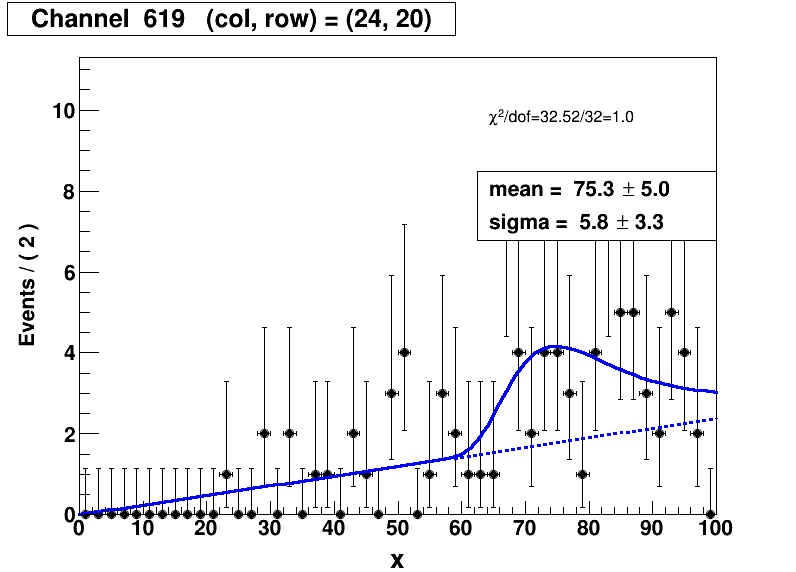 Channel 619 (col, row) = (24, 20)
χ²/dof=32.52/32=1.0
mean = 75.3 ± 5.0
sigma = 5.8 ± 3.3
Events / ( 2 )
10
8
6
4
2
0
0 10 20 30 40 50 60 70 80 90 100
x